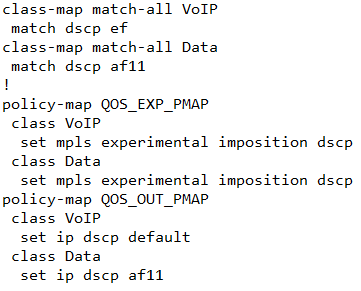 class-map match-all VoIP
 match dscp ef
class-map match-all Data
 match dscp af11
!
policy-map QOS_EXP_PMAP
 class VoIP
  set mpls experimental imposition dscp
 class Data
  set mpls experimental imposition dscp
policy-map QOS_OUT_PMAP
 class VoIP
  set ip dscp default
 class Data
  set ip dscp af11